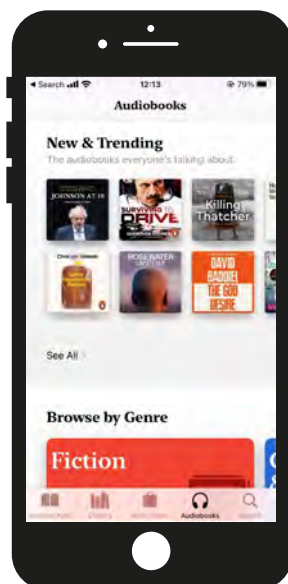 Search 12:13 79%
Audiobooks
New & Trending
The audiobooks everyone's talking about.
JOHNSON AT 10
SURVIVING TO
DRIVE
Killing
Thatcher
ROSEWATER
DAVID
BADDIEL
THE GOD
DESIRE
See All
Browse by Genre
Fiction
Audiobooks